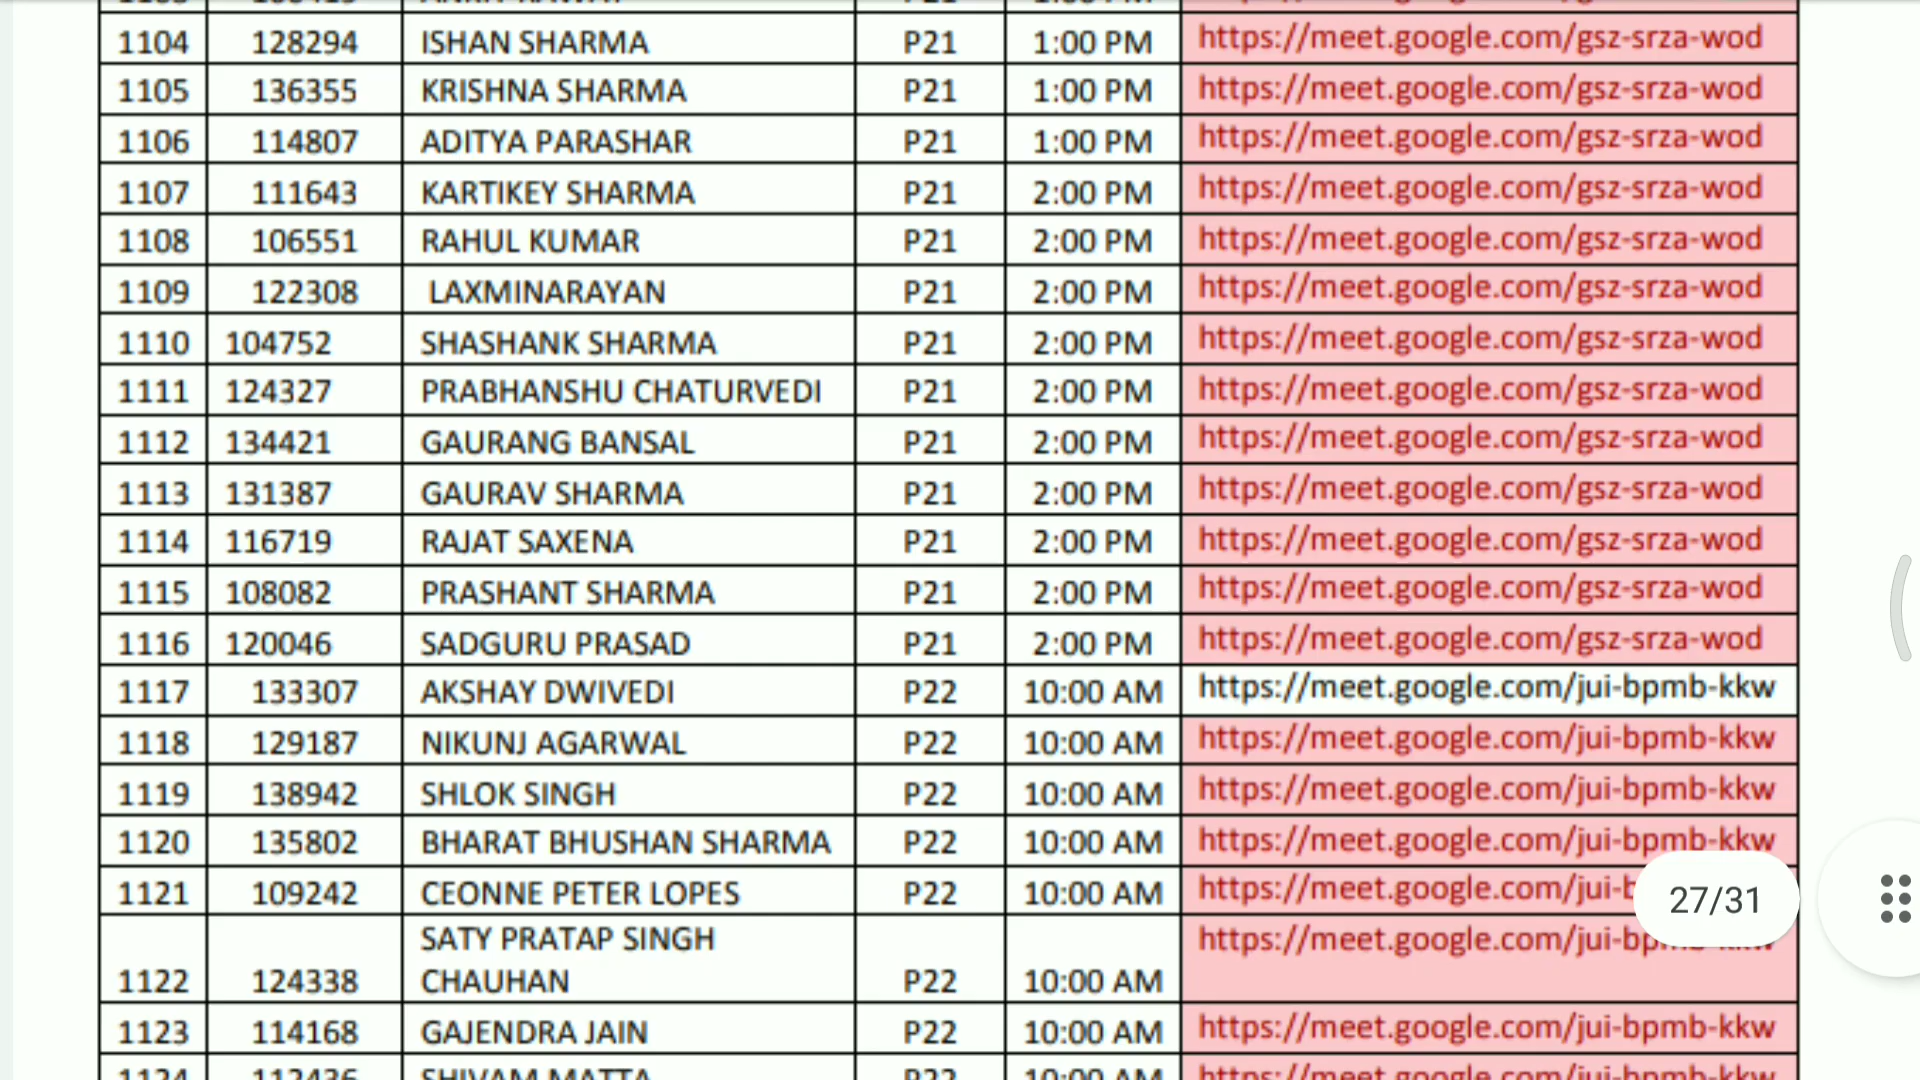 1104 128294 ISHAN SHARMA P21 1:00 PM https://meet.google.com/gsz-srza-wod
1105 136355 KRISHNA SHARMA P21 1:00 PM https://meet.google.com/gsz-srza-wod
1106 114807 ADITYA PARASHAR P21 1:00 PM https://meet.google.com/gsz-srza-wod
1107 111643 KARTIKEY SHARMA P21 2:00 PM https://meet.google.com/gsz-srza-wod
1108 106551 RAHUL KUMAR P21 2:00 PM https://meet.google.com/gsz-srza-wod
1109 122308 LAXMINARAYAN P21 2:00 PM https://meet.google.com/gsz-srza-wod
1110 104752 SHASHANK SHARMA P21 2:00 PM https://meet.google.com/gsz-srza-wod
1111 124327 PRABHANSHU CHATURVEDI P21 2:00 PM https://meet.google.com/gsz-srza-wod
1112 134421 GAURANG BANSAL P21 2:00 PM https://meet.google.com/gsz-srza-wod
1113 131387 GAURAV SHARMA P21 2:00 PM https://meet.google.com/gsz-srza-wod
1114 116719 RAJAT SAXENA P21 2:00 PM https://meet.google.com/gsz-srza-wod
1115 108082 PRASHANT SHARMA P21 2:00 PM https://meet.google.com/gsz-srza-wod
1116 120046 SADGURU PRASAD P21 2:00 PM https://meet.google.com/gsz-srza-wod
1117 133307 AKSHAY DWIVEDI P22 10:00 AM https://meet.google.com/jui-bpmb-kkw
1118 129187 NIKUNJ AGARWAL P22 10:00 AM https://meet.google.com/jui-bpmb-kkw
1119 138942 SHLOK SINGH P22 10:00 AM https://meet.google.com/jui-bpmb-kkw
1120 135802 BHARAT BHUSHAN SHARMA P22 10:00 AM https://meet.google.com/jui-bpmb-kkw
1121 109242 CEONNE PETER LOPES P22 10:00 AM https://meet.google.com/jui-b
27/31
SATY PRATAP SINGH https://meet.google.com/jui-bpmb-kkw
1122 124338 CHAUHAN P22 10:00 AM
1123 114168 GAJENDRA JAIN P22 10:00 AM https://meet.google.com/jui-bpmb-kkw
SHIVAM MATTA P22 10:00 AM https://meet.google.com/jui-bpmb-kkw